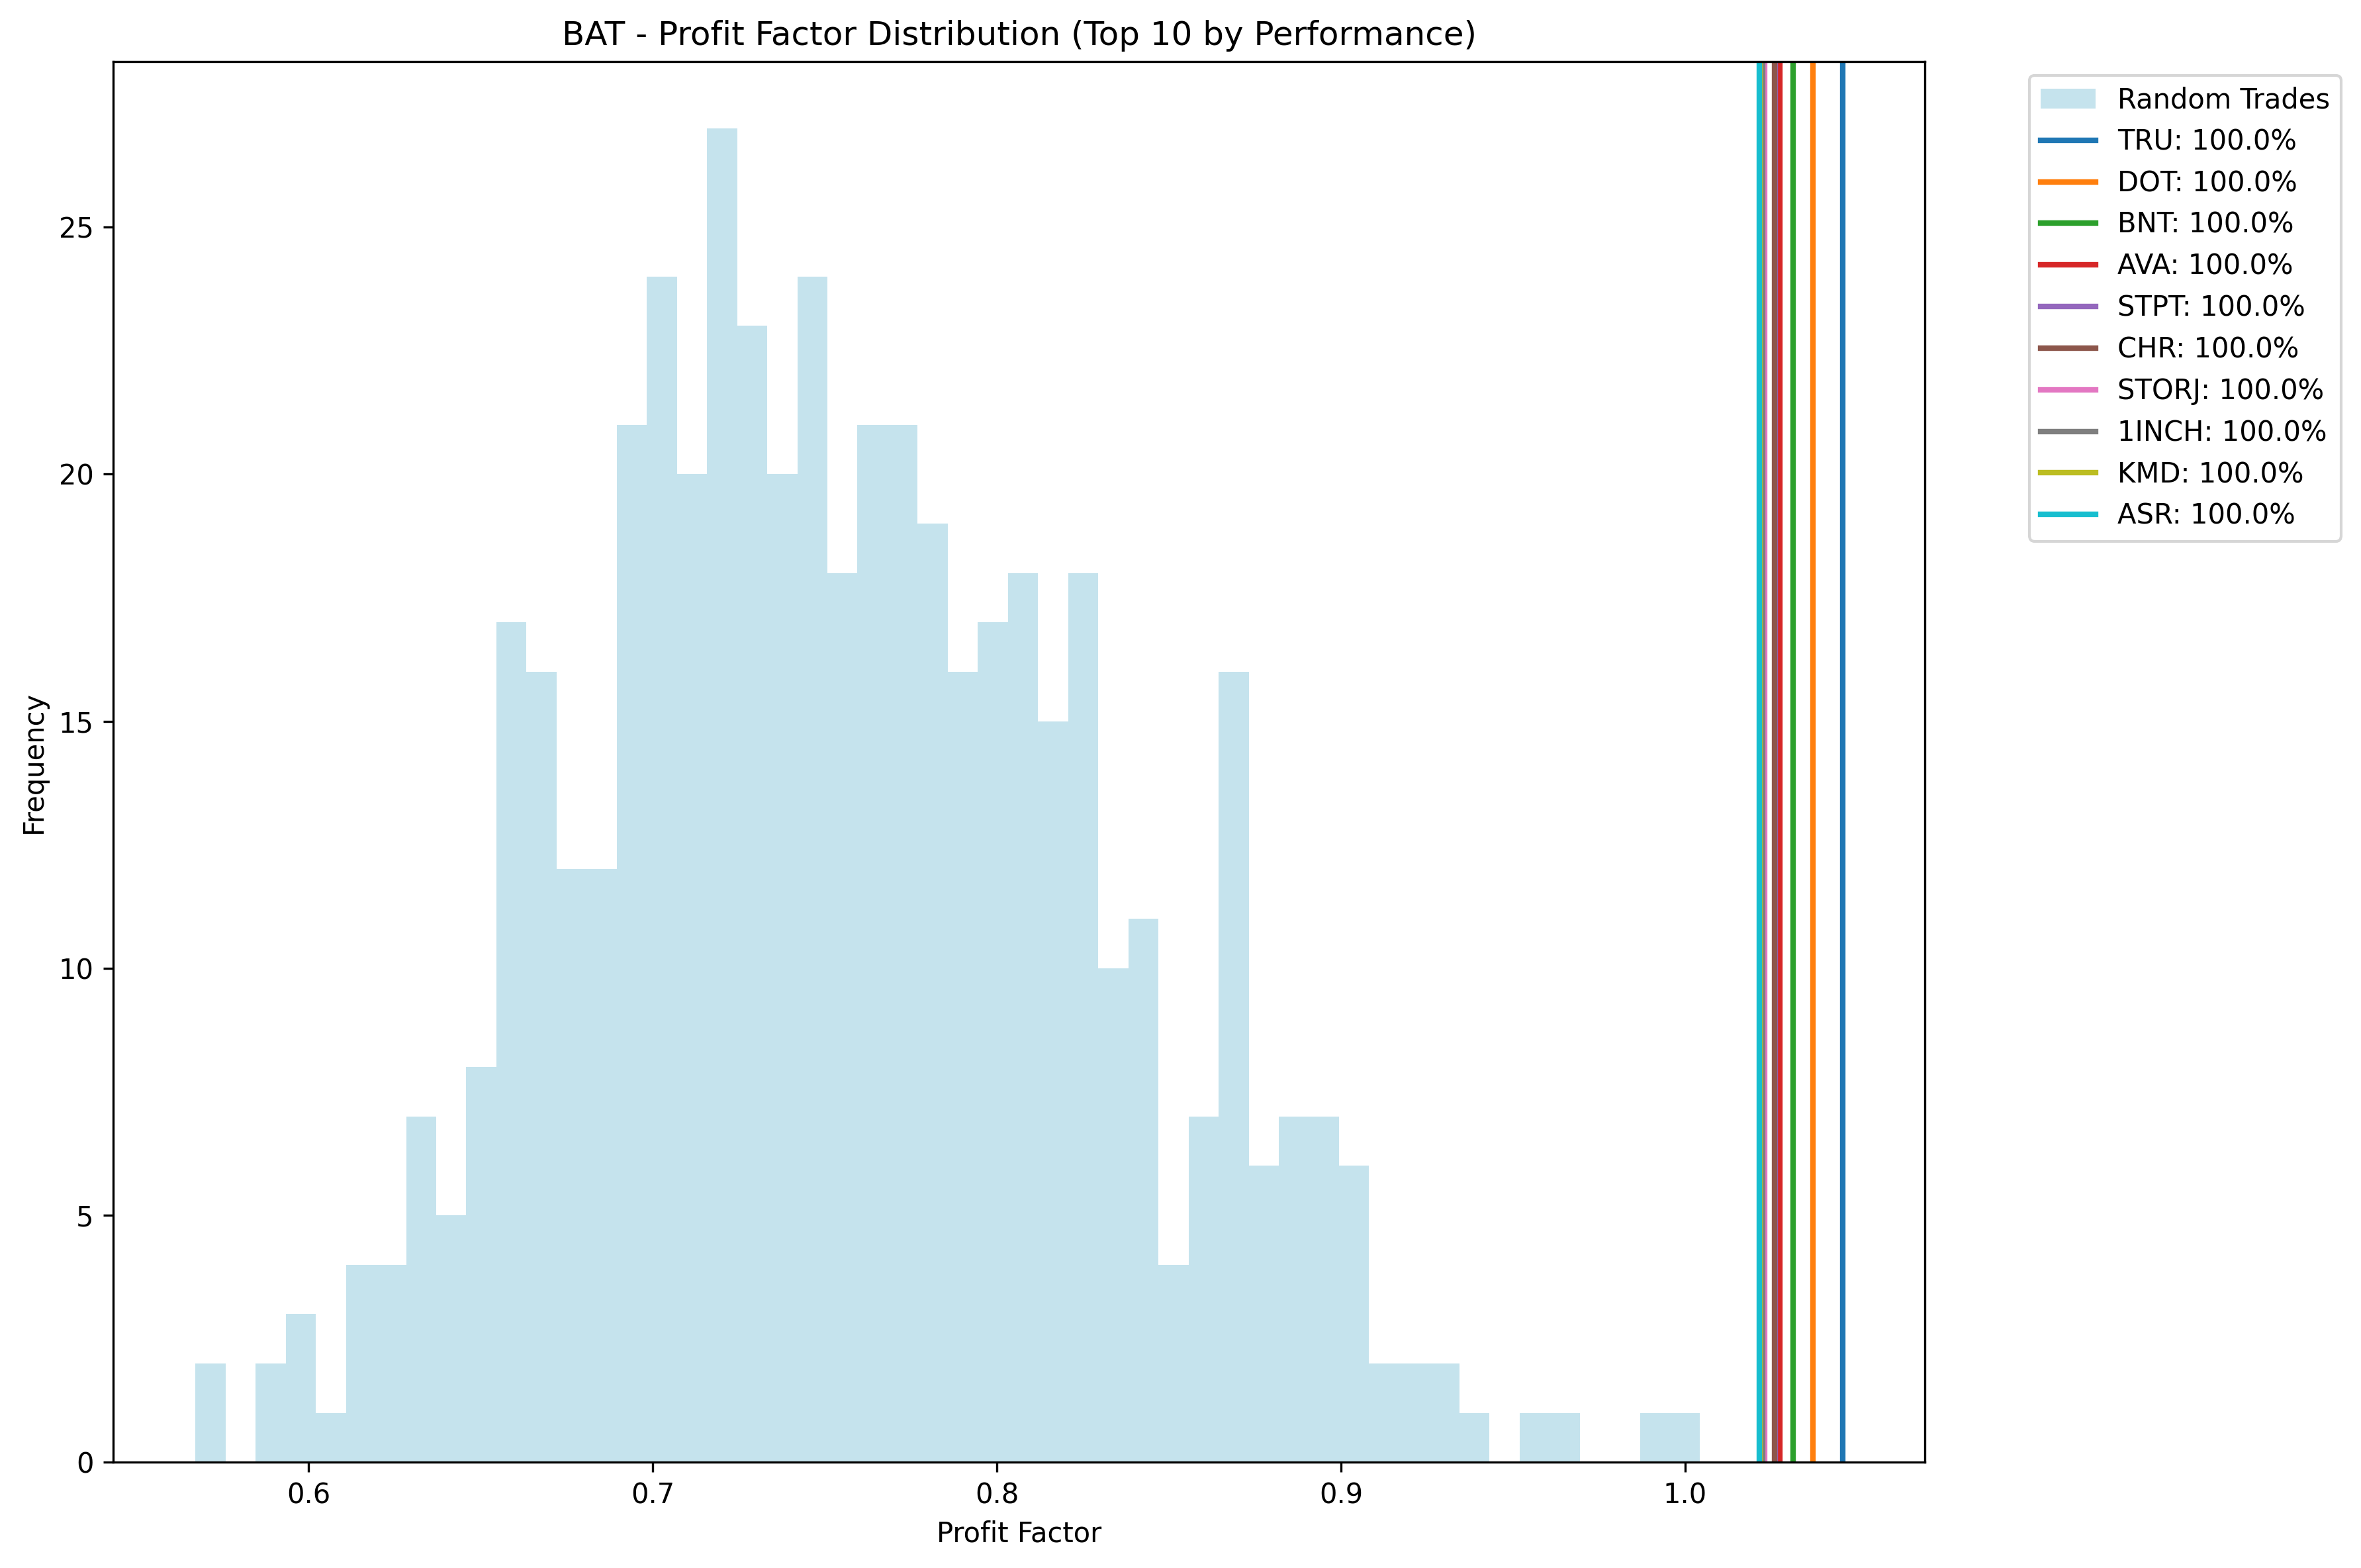 BAT - Profit Factor Distribution (Top 10 by Performance)
Random Trades
TRU: 100.0%
DOT: 100.0%
BNT: 100.0%
AVA: 100.0%
STPT: 100.0%
CHR: 100.0%
STORJ: 100.0%
1INCH: 100.0%
KMD: 100.0%
ASR: 100.0%
Frequency
25
20
15
10
5
0
0.6
0.7
0.8
0.9
1.0
Profit Factor